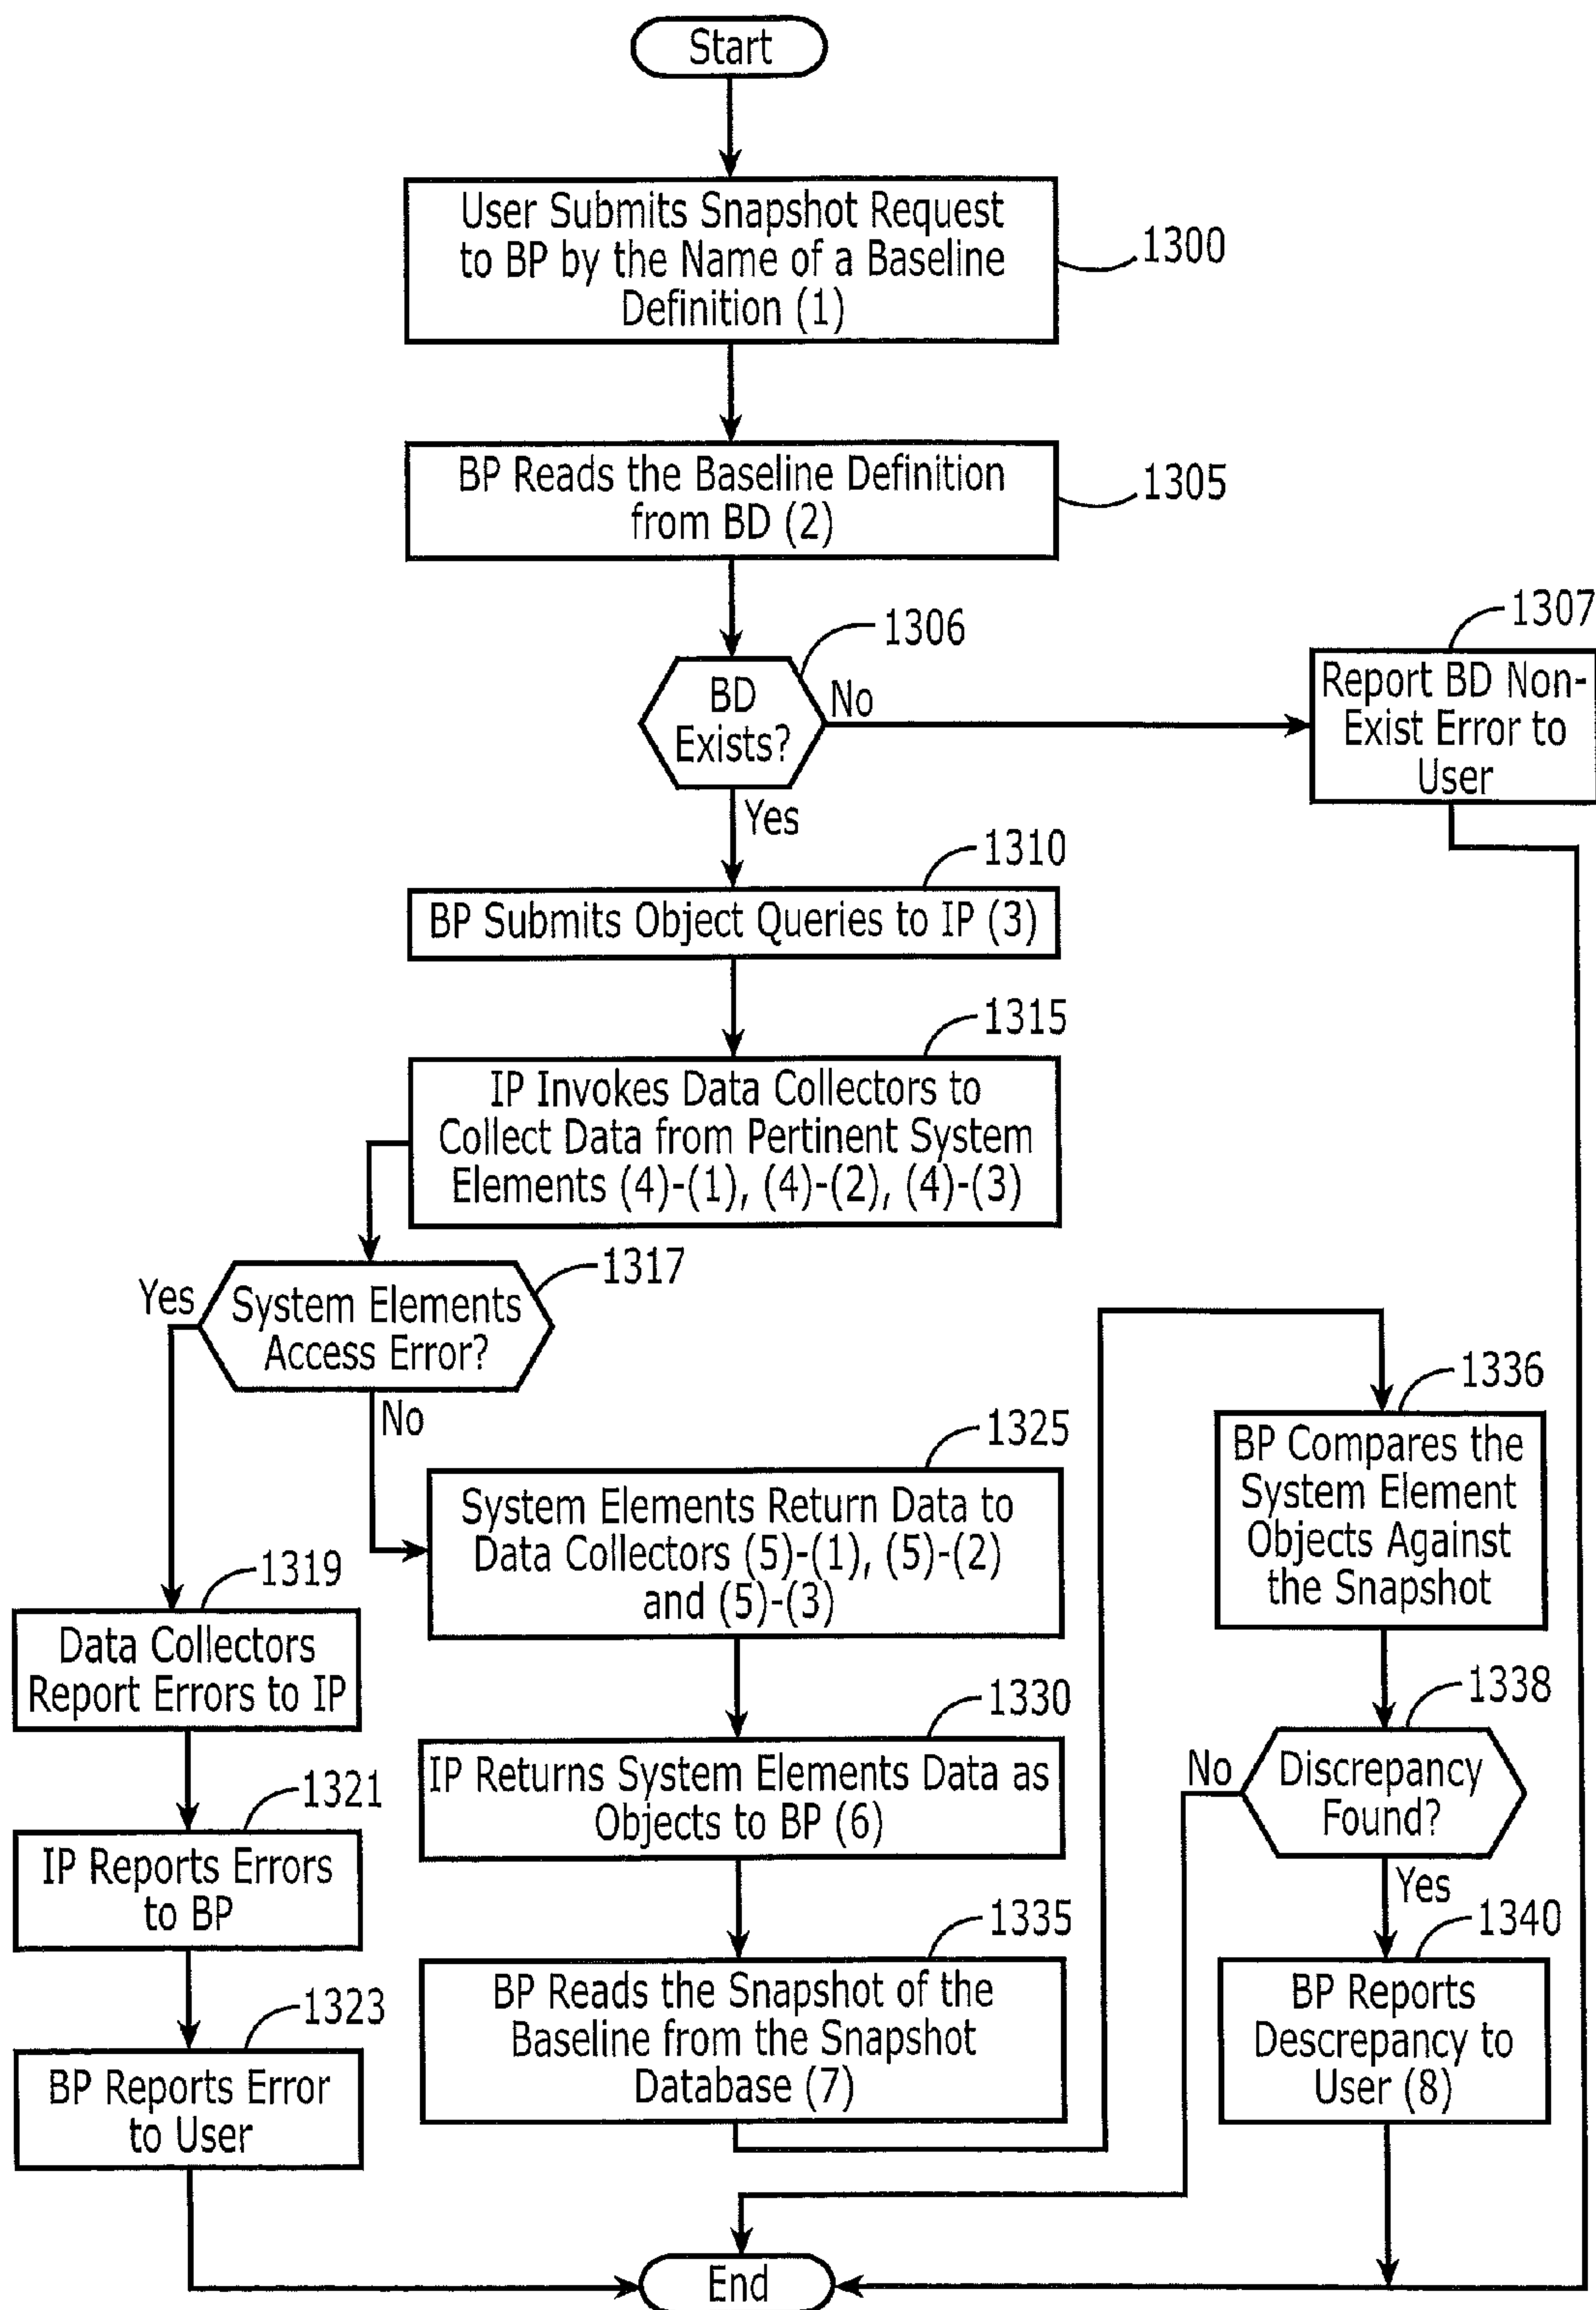 Start
User Submits Snapshot Request
to BP by the Name of a Baseline
Definition (1)
1300
BP Reads the Baseline Definition
from BD (2)
1305
1306
BD
Exists?
No
1307
Report BD Non-
Exist Error to
User
Yes
1310
BP Submits Object Queries to IP (3)
1315
IP Invokes Data Collectors to
Collect Data from Pertinent System
Elements (4)-(1), (4)-(2), (4)-(3)
1317
Yes
System Elements
Access Error?
No
1325
System Elements Return Data to
Data Collectors (5)-(1), (5)-(2)
and (5)-(3)
1319
Data Collectors
Report Errors to IP
1321
IP Reports Errors
to BP
1323
BP Reports Error
to User
1330
IP Returns System Elements Data as
Objects to BP (6)
1335
BP Reads the Snapshot of the
Baseline from the Snapshot
Database (7)
1336
BP Compares the
System Element
Objects Against
the Snapshot
1338
No
Discrepancy
Found?
Yes
1340
BP Reports
Descrepancy to
User (8)
End